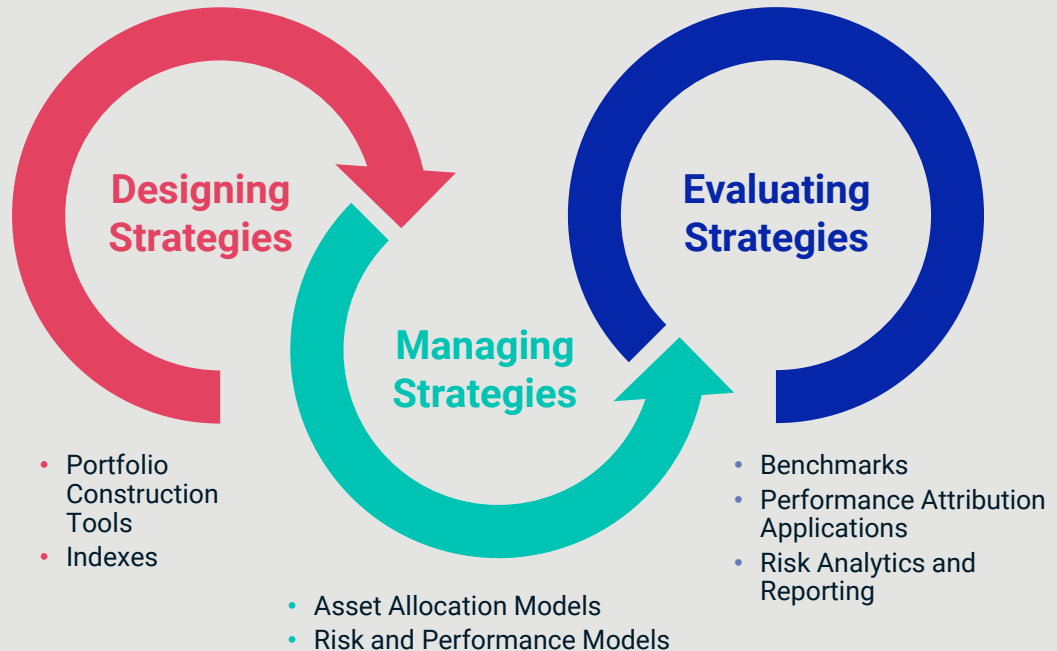 Designing
Strategies
• Portfolio
Construction
Tools
• Indexes
Managing
Strategies
• Asset Allocation Models
• Risk and Performance Models
Evaluating
Strategies
• Benchmarks
• Performance Attribution
Applications
• Risk Analytics and
Reporting